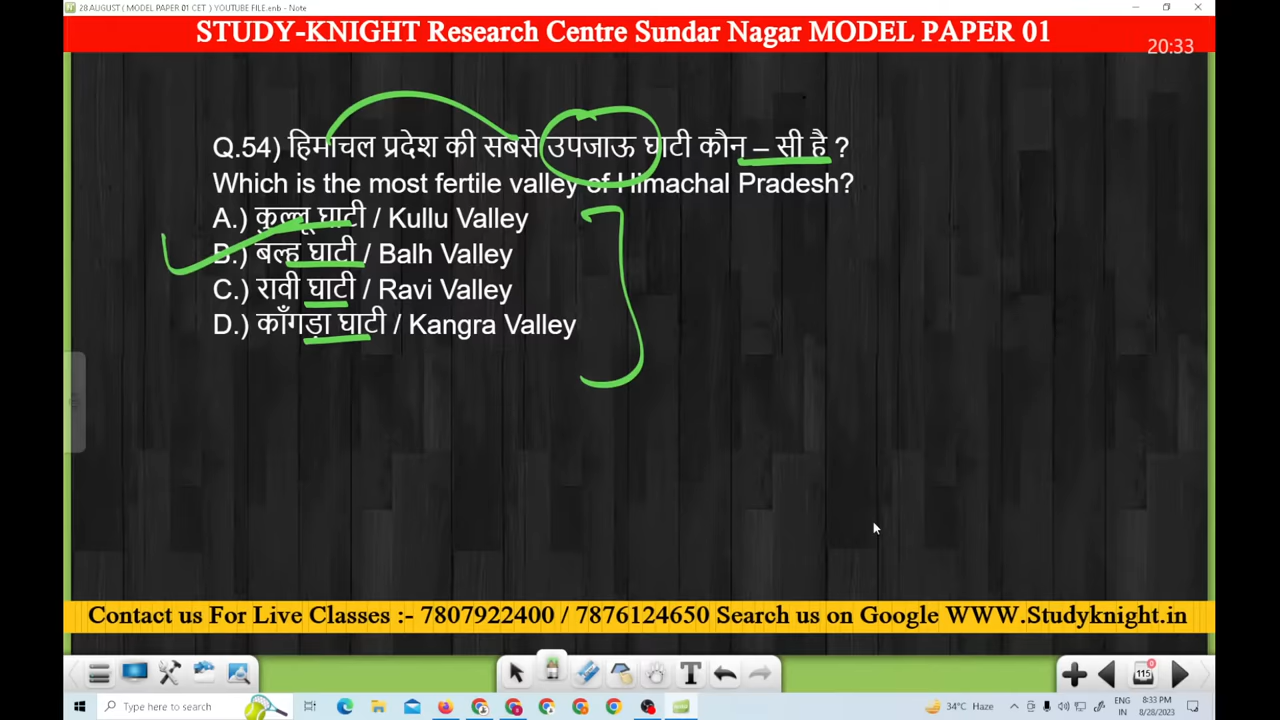 28 AUGUST ( MODEL PAPER 01 CET ) YOUTUBE FILE.enb - Note
STUDY-KNIGHT Research Centre Sundar Nagar MODEL PAPER 01
20:33
Q.54) हिमाचल प्रदेश की सबसे उपजाऊ घाटी कौन – सी है ?
Which is the most fertile valley of Himachal Pradesh?
A.) कुल्लू घाटी / Kullu Valley
B.) बल्ह घाटी / Balh Valley
C.) रावी घाटी / Ravi Valley
D.) काँगड़ा घाटी / Kangra Valley
Contact us For Live Classes :- 7807922400 / 7876124650 Search us on Google WWW.Studyknight.in
115
Type here to search
34°C Haze
ENG
IN
8:33 PM
8/28/2023